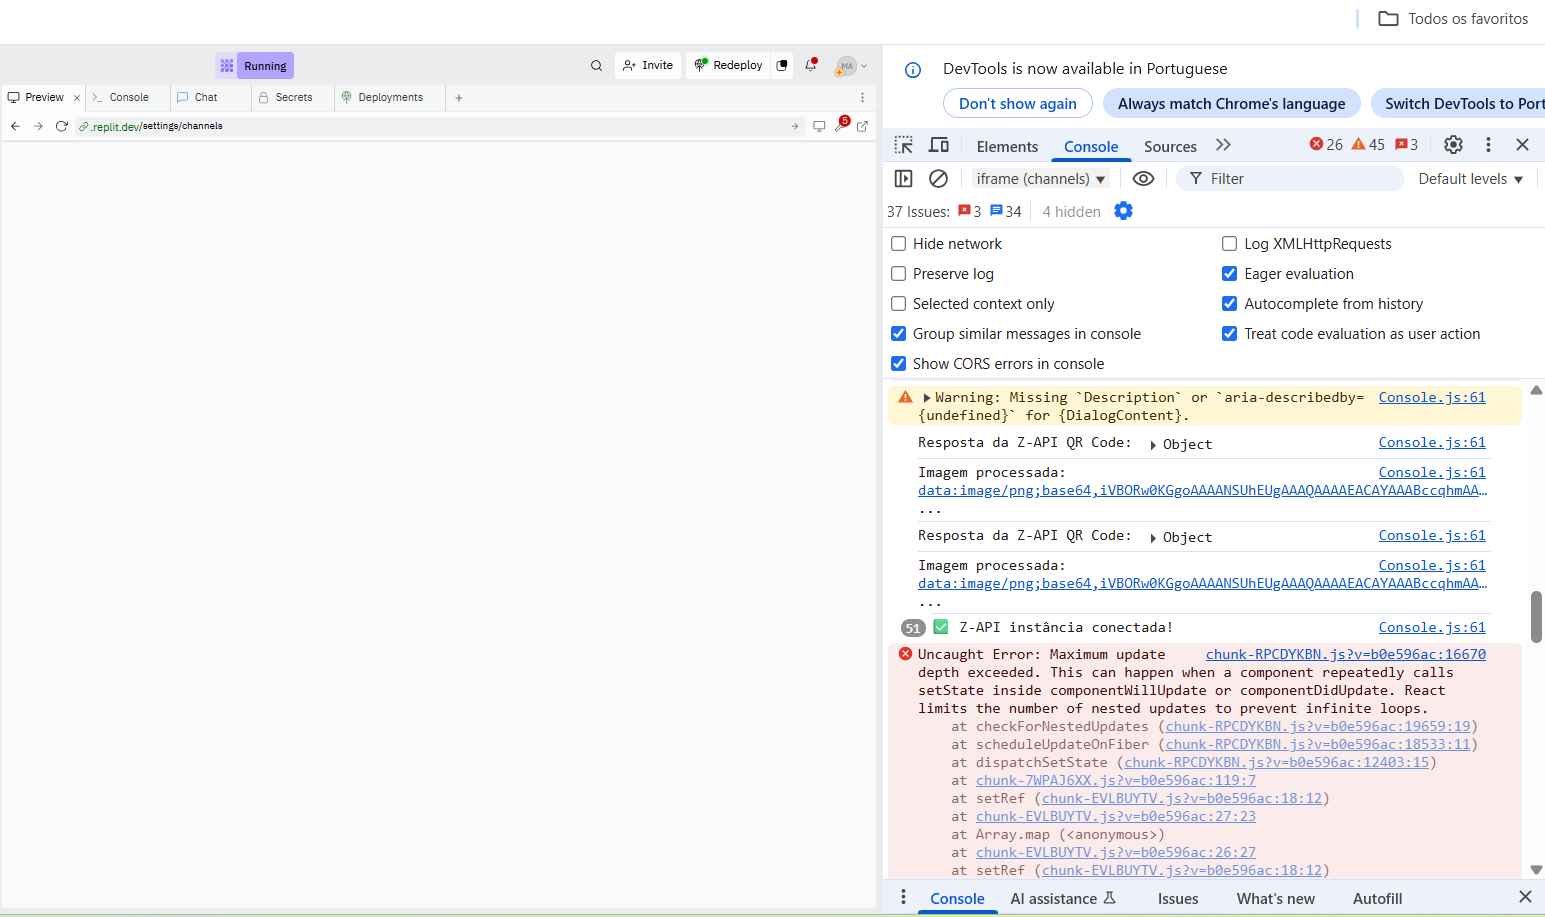 Todos os favoritos
Running
Invite
Redeploy
MA
Preview
Console
Chat
Secrets
Deployments
.replit.dev/settings/channels
5
DevTools is now available in Portuguese
Don't show again
Always match Chrome's language
Switch DevTools to Port
Elements
Console
Sources
26
45
3
iframe (channels)
Filter
Default levels
37 Issues:
3
34
4 hidden
Hide network
Log XMLHttpRequests
Preserve log
Eager evaluation
Selected context only
Autocomplete from history
Group similar messages in console
Treat code evaluation as user action
Show CORS errors in console
Warning: Missing `Description` or `aria-describedby= Console.js:61
{undefined}` for {DialogContent}.
Resposta da Z-API QR Code: Object Console.js:61
Imagem processada: Console.js:61
data:image/png;base64,iVBORw0KGgoAAAANSUhEUgAAAQAAAAEACAYAAABccqhmAA…
...
Resposta da Z-API QR Code: Object Console.js:61
Imagem processada: Console.js:61
data:image/png;base64,iVBORw0KGgoAAAANSUhEUgAAAQAAAAEACAYAAABccqhmAA…
...
51 ✅ Z-API instância conectada! Console.js:61
Uncaught Error: Maximum update chunk-RPCDYKBN.js?v=b0e596ac:16670
depth exceeded. This can happen when a component repeatedly calls
setState inside componentWillUpdate or componentDidUpdate. React
limits the number of nested updates to prevent infinite loops.
at checkForNestedUpdates (chunk-RPCDYKBN.js?v=b0e596ac:19659:19)
at scheduleUpdateOnFiber (chunk-RPCDYKBN.js?v=b0e596ac:18533:11)
at dispatchSetState (chunk-RPCDYKBN.js?v=b0e596ac:12403:15)
at chunk-7WPAJ6XX.js?v=b0e596ac:119:7
at setRef (chunk-EVLBUYTV.js?v=b0e596ac:18:12)
at chunk-EVLBUYTV.js?v=b0e596ac:27:23
at Array.map (<anonymous>)
at chunk-EVLBUYTV.js?v=b0e596ac:26:27
at setRef (chunk-EVLBUYTV.js?v=b0e596ac:18:12)
Console
AI assistance
Issues
What's new
Autofill